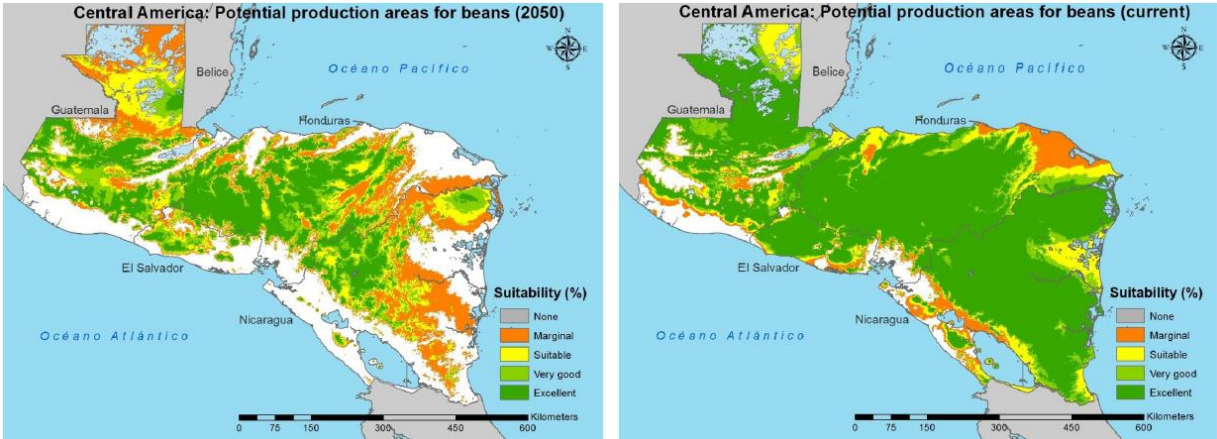 Central America: Potential production areas for beans (2050)
N
W E
S
Belice
Océano Pacífico
Guatemala
Honduras
El Salvador
Nicaragua
Océano Atlántico
Suitability (%)
None
Marginal
Suitable
Very good
Excellent
Kilometers
0 75 150 300 450 600
Central America: Potential production areas for beans (current)
N
W E
S
Belice
Océano Pacífico
Guatemala
Honduras
El Salvador
Nicaragua
Océano Atlántico
Suitability (%)
None
Marginal
Suitable
Very good
Excellent
Kilometers
0 75 150 300 450 600